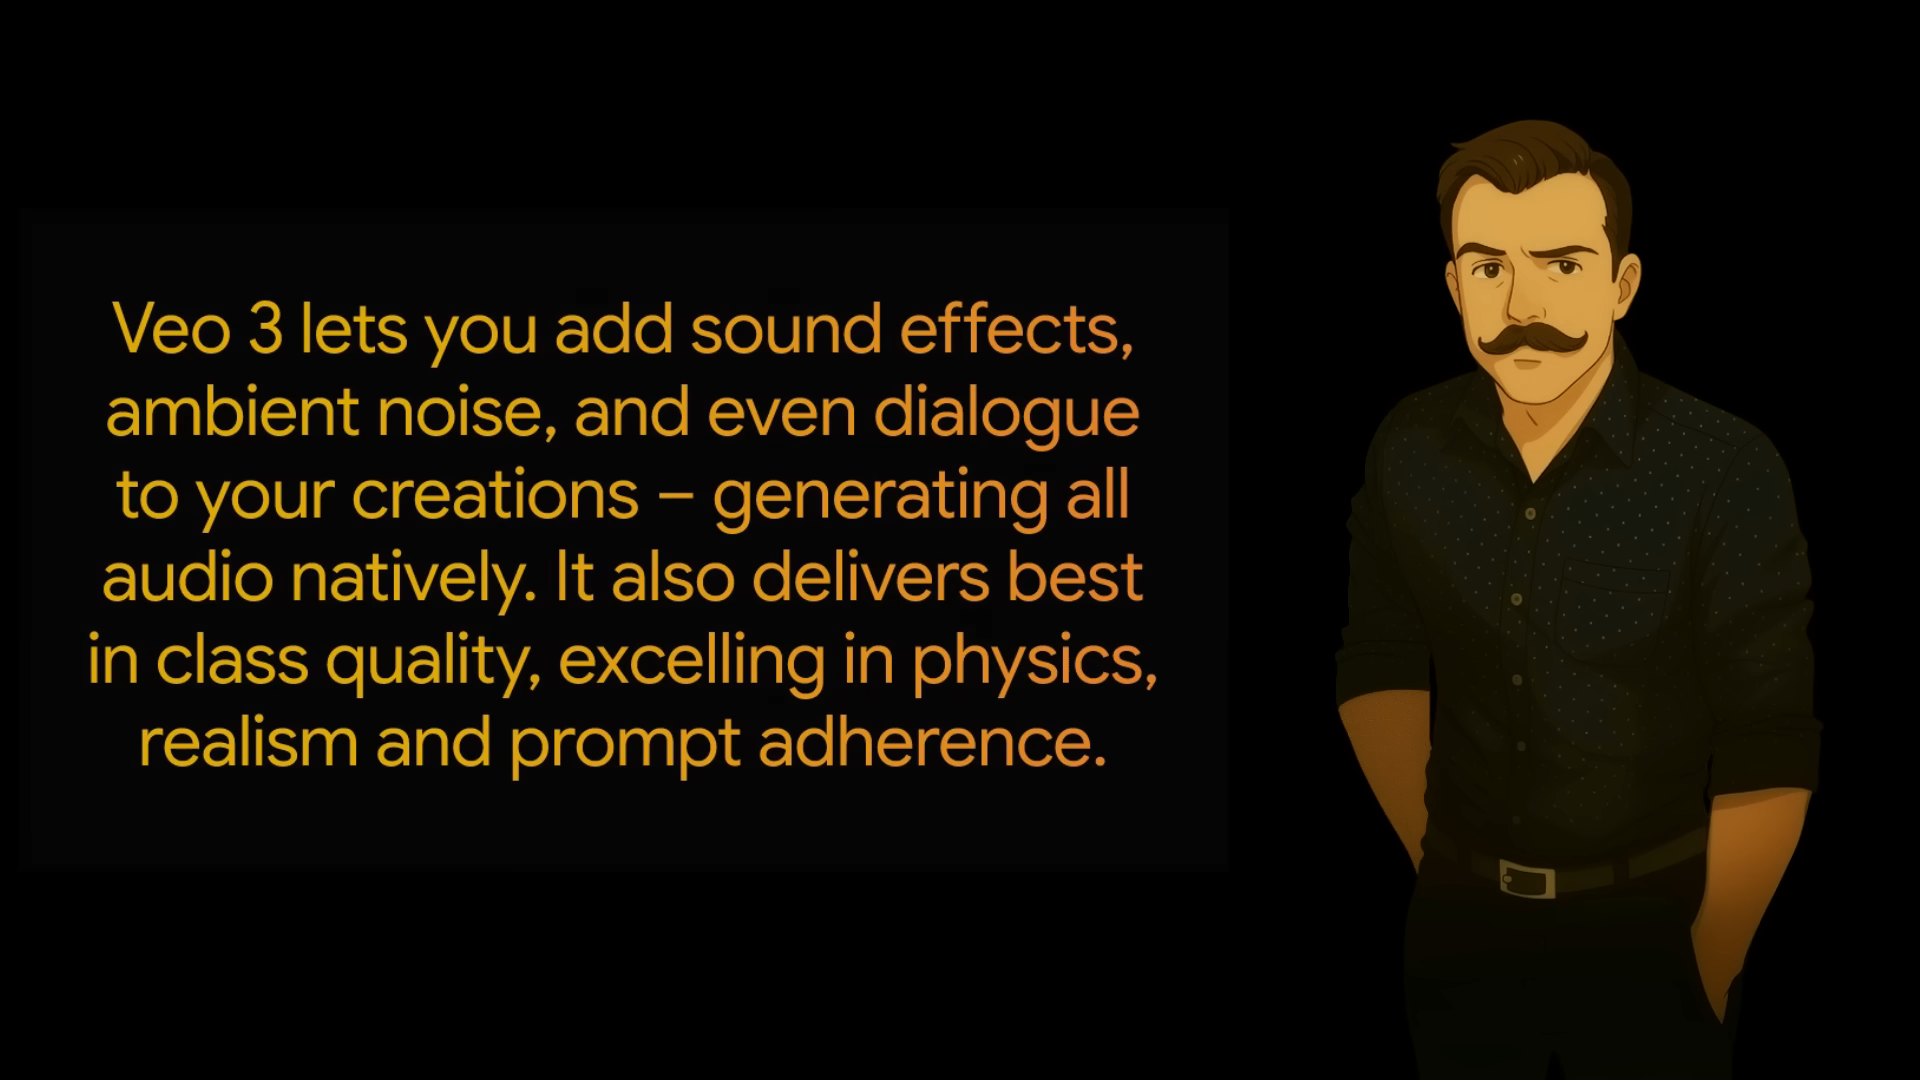 Veo 3 lets you add sound effects,
ambient noise, and even dialogue
to your creations – generating all
audio natively. It also delivers best
in class quality, excelling in physics,
realism and prompt adherence.